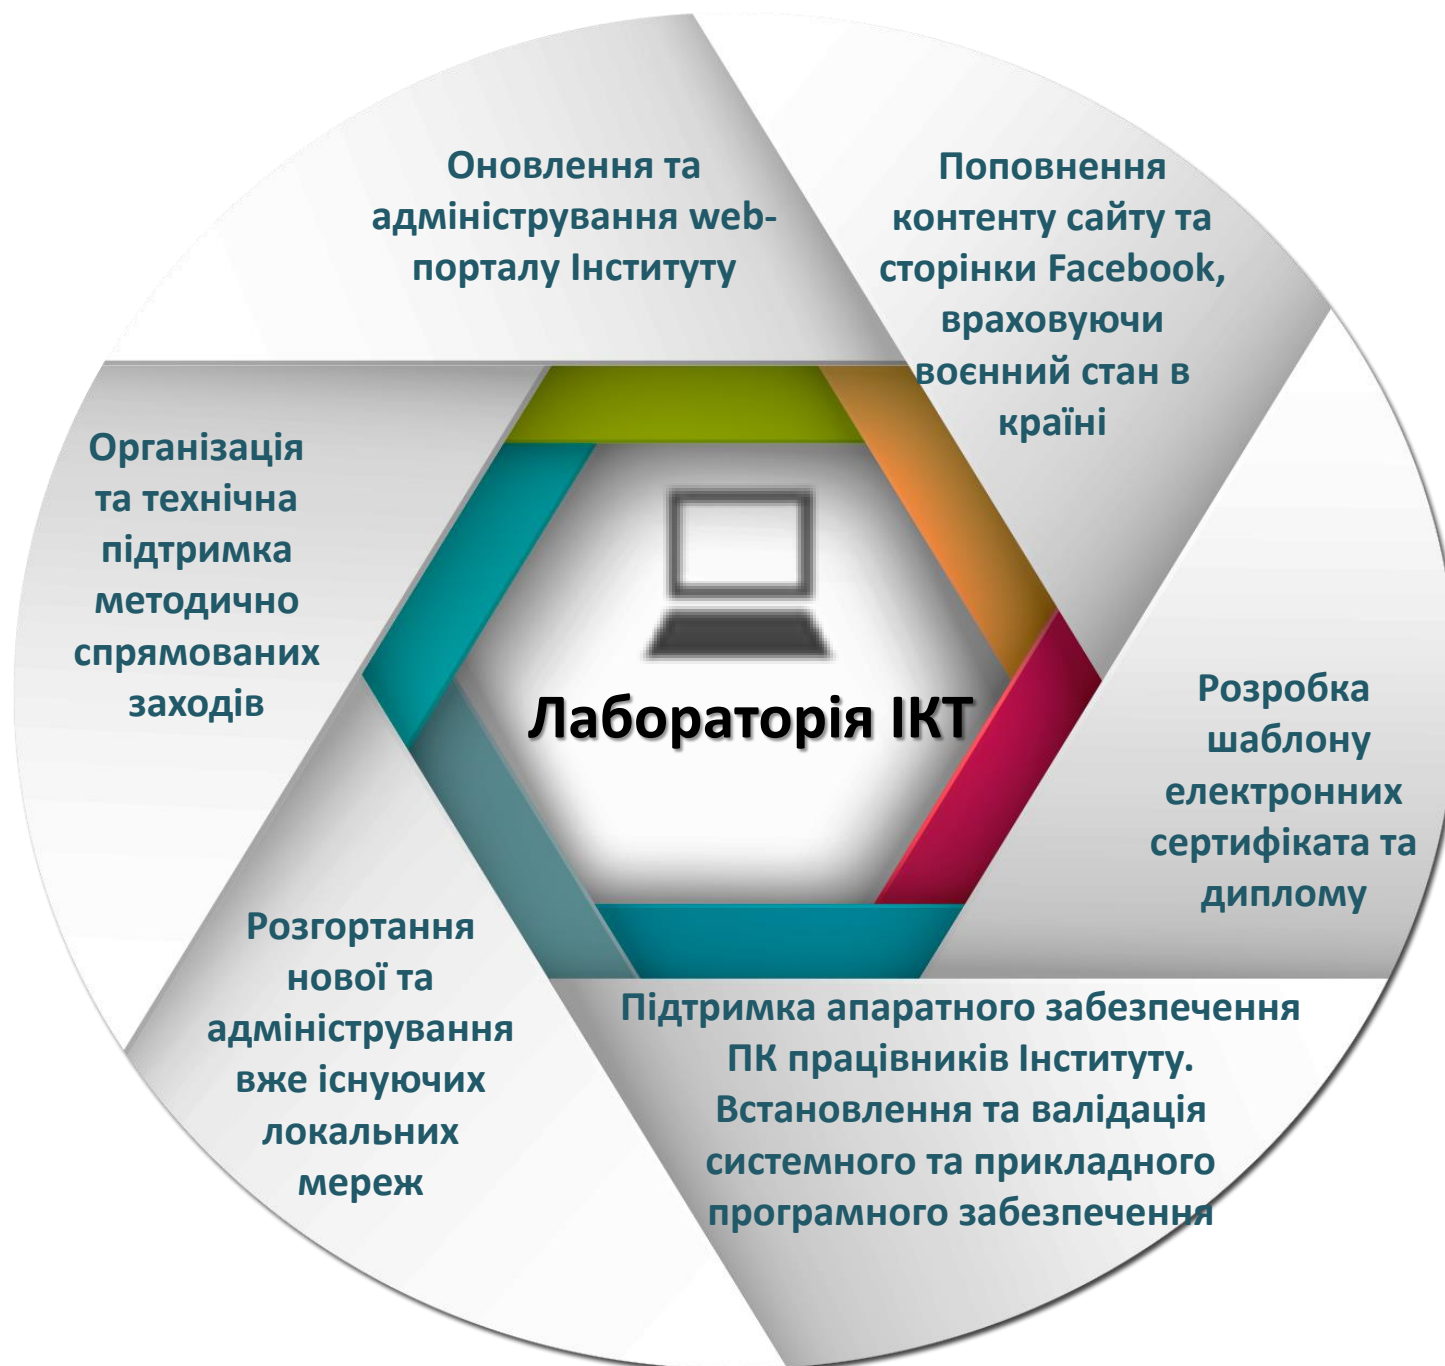 Оновлення та
адміністрування web-
порталу Інституту
Поповнення
контенту сайту та
сторінки Facebook,
враховуючи
воєнний стан в
країні
Організація
та технічна
підтримка
методично
спрямованих
заходів
Лабораторія ІКТ
Розробка
шаблону
електронних
сертифіката та
диплому
Розгортання
нової та
адміністрування
вже існуючих
локальних
мереж
Підтримка апаратного забезпечення
ПК працівників Інституту.
Встановлення та валідація
системного та прикладного
програмного забезпечення